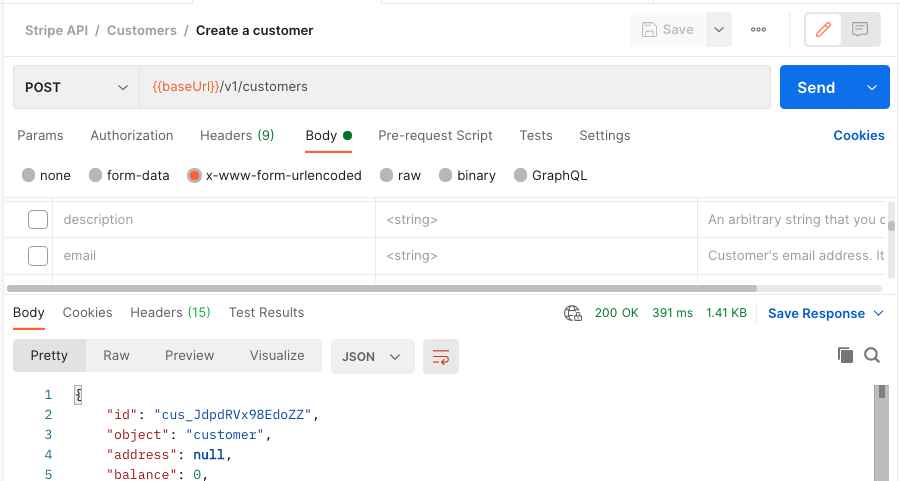 Stripe API / Customers / Create a customer
Save
POST
{{baseUrl}}/v1/customers
Send
Params Authorization Headers (9) Body Pre-request Script Tests Settings Cookies
none form-data x-www-form-urlencoded raw binary GraphQL
description <string> An arbitrary string that you c
email <string> Customer's email address. It
Body Cookies Headers (15) Test Results 200 OK 391 ms 1.41 KB Save Response
Pretty Raw Preview Visualize JSON
1 {
2 "id": "cus_JdpdRVx98EdoZZ",
3 "object": "customer",
4 "address": null,
5 "balance": 0,